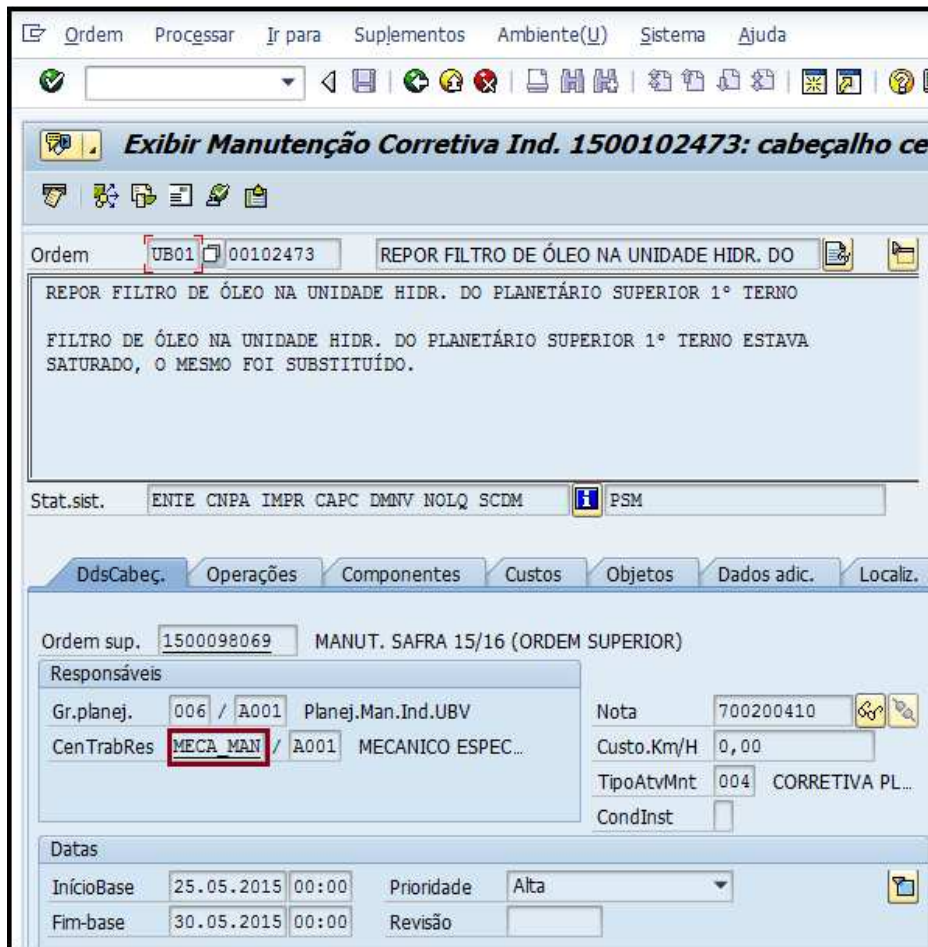 Ordem Processar Ir para Suplementos Ambiente(U) Sistema Ajuda
Exibir Manutenção Corretiva Ind. 1500102473: cabeçalho ce
Ordem UB01 00102473 REPOR FILTRO DE ÓLEO NA UNIDADE HIDR. DO
REPOR FILTRO DE ÓLEO NA UNIDADE HIDR. DO PLANETÁRIO SUPERIOR 1º TERNO
FILTRO DE ÓLEO NA UNIDADE HIDR. DO PLANETÁRIO SUPERIOR 1º TERNO ESTAVA
SATURADO, O MESMO FOI SUBSTITUÍDO.
Stat.sist. ENTE CNPA IMPR CAPC DMNV NOLQ SCDM PSM
DdsCabeç. Operações Componentes Custos Objetos Dados adic. Localiz.
Ordem sup. 1500098069 MANUT. SAFRA 15/16 (ORDEM SUPERIOR)
Responsáveis
Gr.planej. 006 / A001 Planej.Man.Ind.UBV Nota 700200410
CenTrabRes MECA_MAN / A001 MECANICO ESPEC... Custo.Km/H 0,00
TipoAtvMnt 004 CORRETIVA PL...
CondInst
Datas
InícioBase 25.05.2015 00:00 Prioridade Alta
Fim-base 30.05.2015 00:00 Revisão